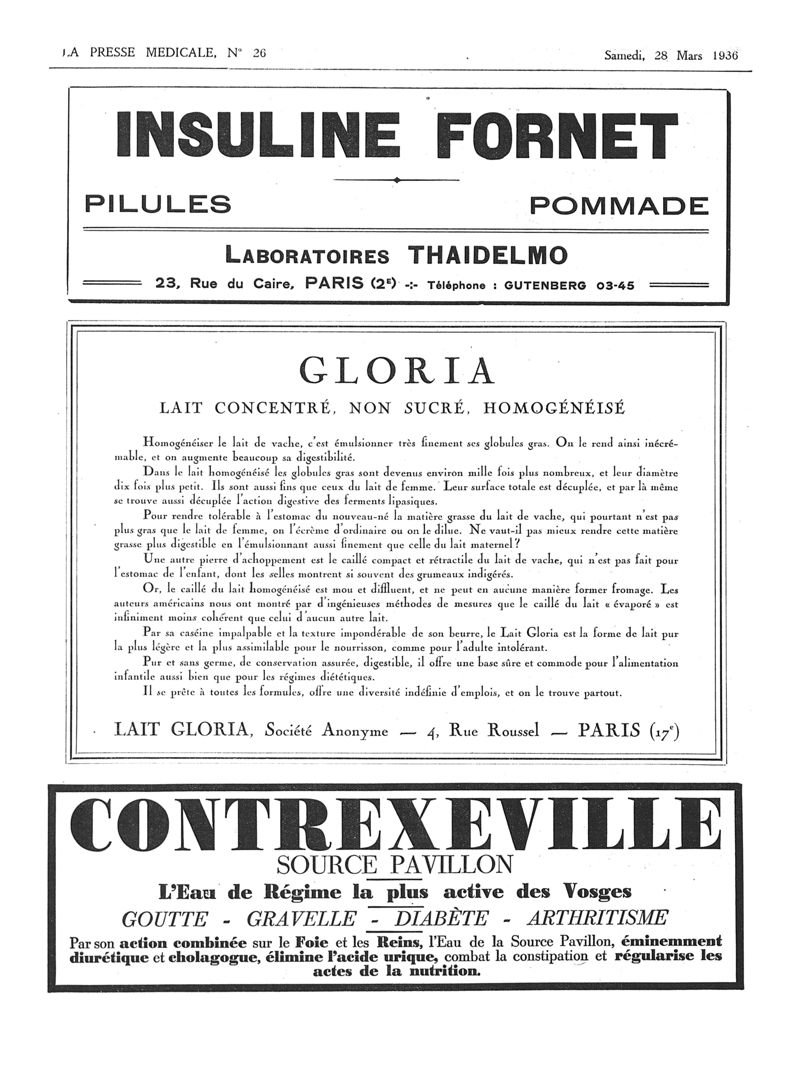 LA PRESSE MEDICALE, N° 26
Samedi, 28 Mars 1936
INSULINE FORNET
PILULES
POMMADE
LABORATOIRES THAIDELMO
23, Rue du Caire, PARIS (2E) -:- Téléphone : GUTENBERG 03-45
GLORIA
LAIT CONCENTRÉ, NON SUCRÉ, HOMOGÉNÉISÉ
Homogénéiser le lait de vache, c'est émulsionner très finement ses globules gras. On le rend ainsi inécré-
mable, et on augmente beaucoup sa digestibilité.
Dans le lait homogénéisé les globules gras sont devenus environ mille fois plus nombreux, et leur diamètre
dix fois plus petit. Ils sont aussi fins que ceux du lait de femme. Leur surface totale est décuplée, et par là même
se trouve aussi décuplée l'action digestive des ferments lipasiques.
Pour rendre tolérable à l'estomac du nouveau-né la matière grasse du lait de vache, qui pourtant n'est pas
plus gras que le lait de femme, on l'écrème d'ordinaire ou on le dilue. Ne vaut-il pas mieux rendre cette matière
grasse plus digestible en l'émulsionnant aussi finement que celle du lait maternel ?
Une autre pierre d'achoppement est le caillé compact et rétractile du lait de vache, qui n'est pas fait pour
l'estomac de l'enfant, dont les selles montrent si souvent des grumeaux indigérés.
Or, le caillé du lait homogénéisé est mou et diffluent, et ne peut en aucune manière former fromage. Les
auteurs américains nous ont montré par d'ingénieuses méthodes de mesures que le caillé du lait « évaporé » est
infiniment moins cohérent que celui d'aucun autre lait.
Par sa caséine impalpable et la texture impondérable de son beurre, le Lait Gloria est la forme de lait pur
la plus légère et la plus assimilable pour le nourrisson, comme pour l'adulte intolérant.
Pur et sans germe, de conservation assurée, digestible, il offre une base sûre et commode pour l'alimentation
infantile aussi bien que pour les régimes diététiques.
Il se prête à toutes les formules, offre une diversité indéfinie d'emplois, et on le trouve partout.
LAIT GLORIA, Société Anonyme — 4, Rue Roussel — PARIS (17e)
CONTREXEVILLE
SOURCE PAVILLON
L'Eau de Régime la plus active des Vosges
GOUTTE - GRAVELLE - DIABÈTE - ARTHRITISME
Par son action combinée sur le Foie et les Reins, l'Eau de la Source Pavillon, éminemment
diurétique et cholagogue, élimine l'acide urique, combat la constipation et régularise les
actes de la nutrition.